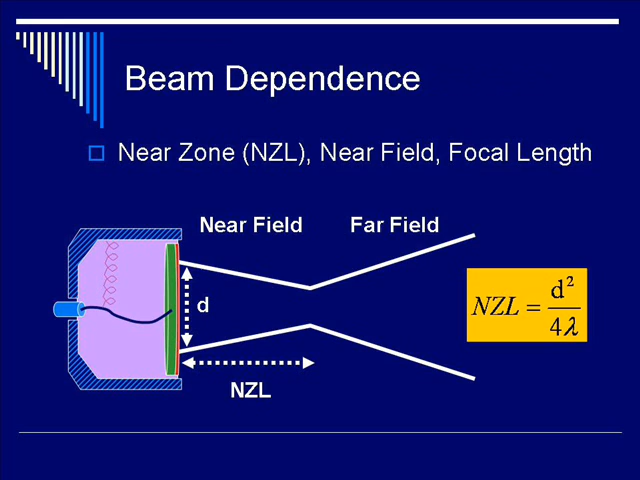 Beam Dependence
Near Zone (NZL), Near Field, Focal Length
Near Field Far Field
d
NZL
NZL = d² / 4λ